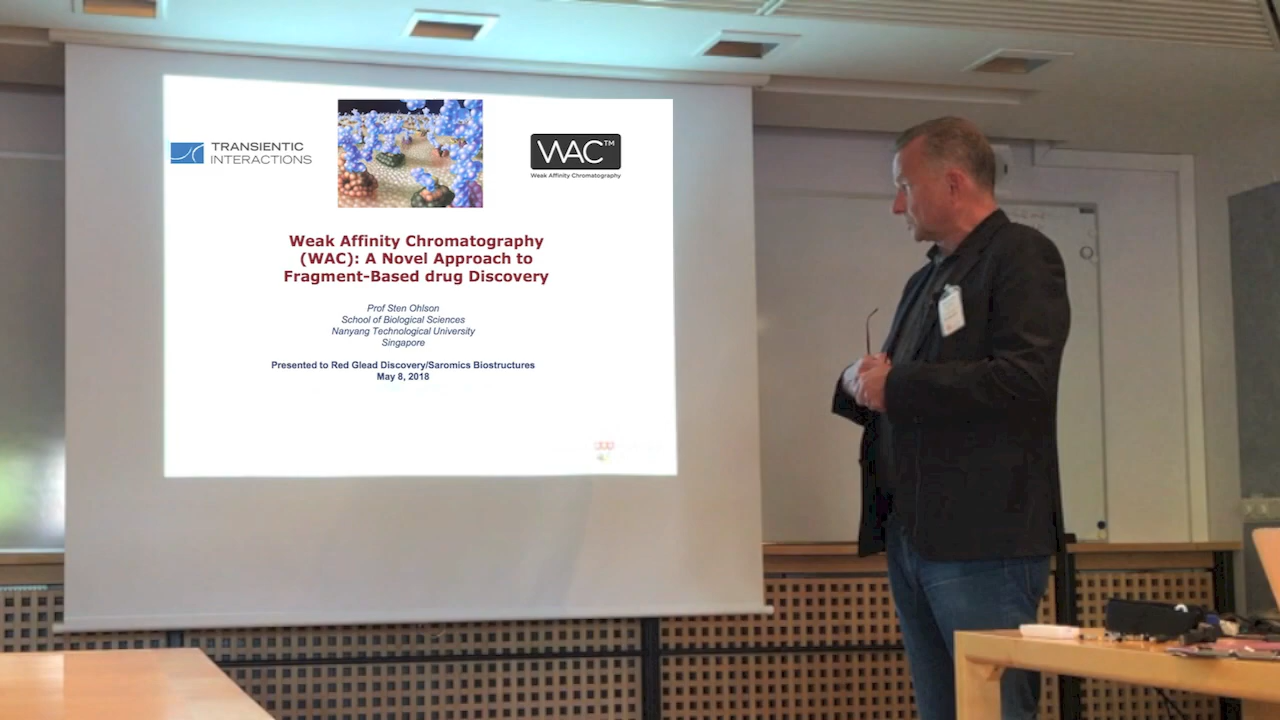 TRANSIENTIC
INTERACTIONS
WAC™
Weak Affinity Chromatography
Weak Affinity Chromatography
(WAC): A Novel Approach to
Fragment-Based drug Discovery
Prof Sten Ohlson
School of Biological Sciences
Nanyang Technological University
Singapore
Presented to Red Glead Discovery/Saromics Biostructures
May 8, 2018